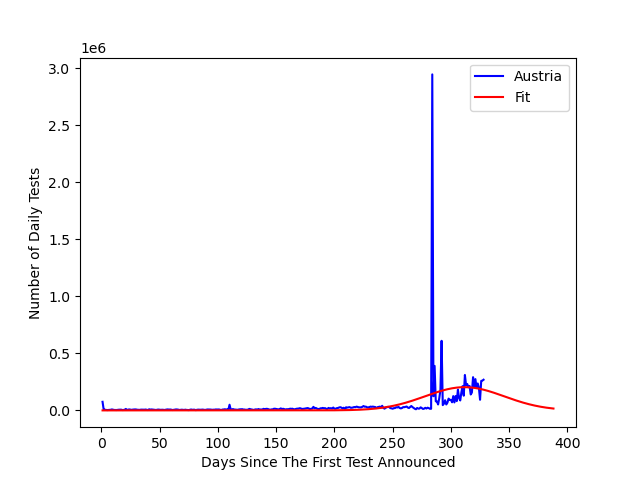 1e6
3.0
2.5
2.0
1.5
1.0
0.5
0.0
Number of Daily Tests
Austria
Fit
0 50 100 150 200 250 300 350 400
Days Since The First Test Announced